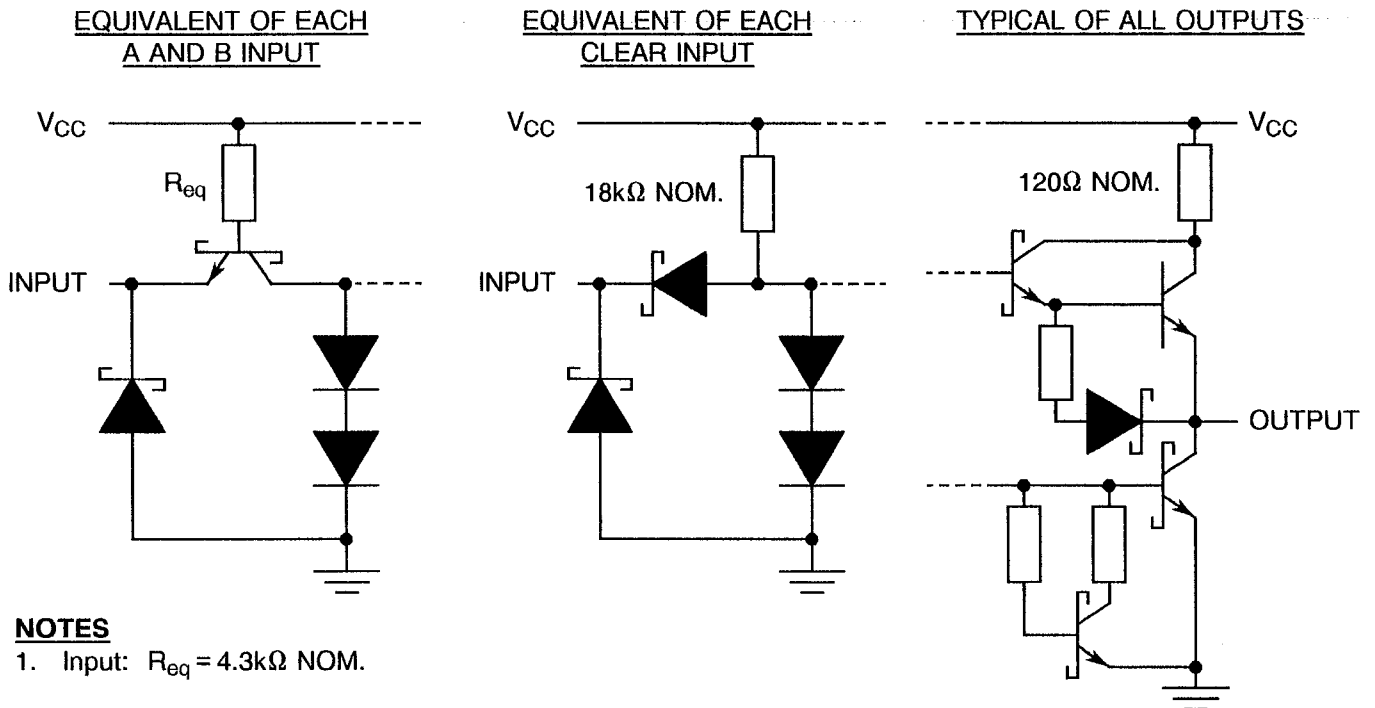 EQUIVALENT OF EACH
A AND B INPUT
EQUIVALENT OF EACH
CLEAR INPUT
TYPICAL OF ALL OUTPUTS
VCC
Req
INPUT
VCC
18kΩ NOM.
INPUT
VCC
120Ω NOM.
OUTPUT
NOTES
1. Input: Req = 4.3kΩ NOM.